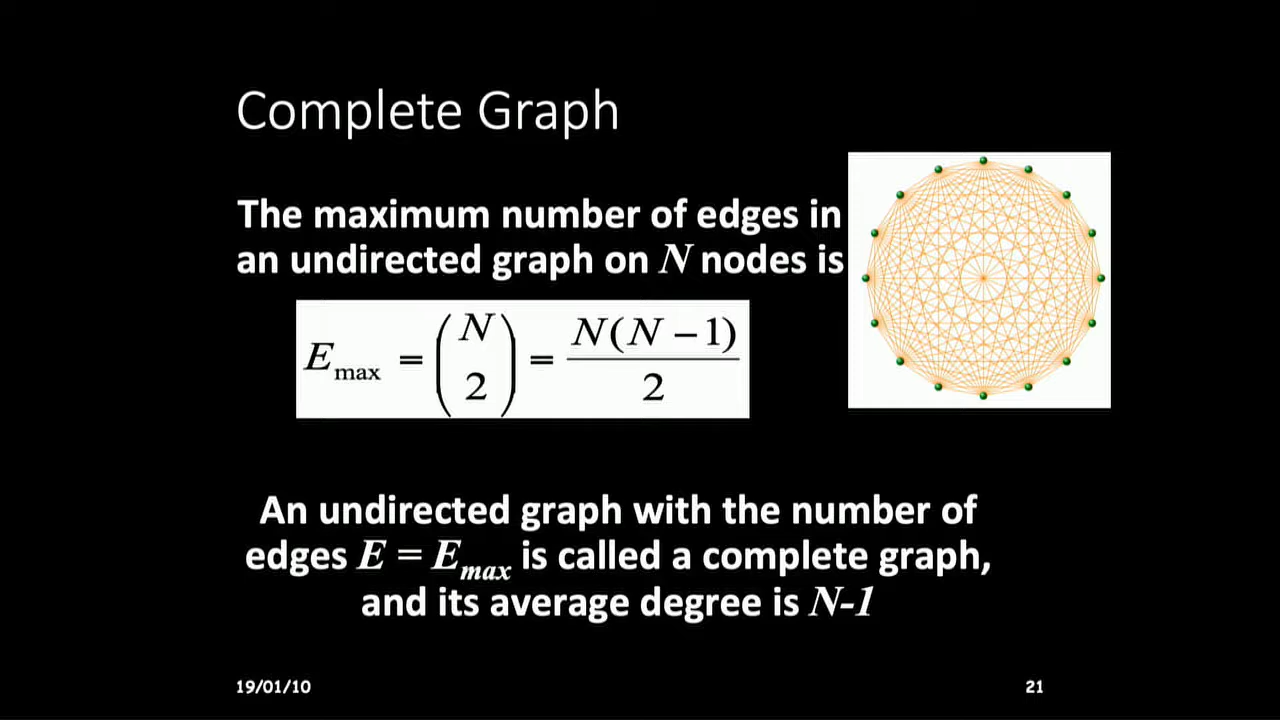 Complete Graph
The maximum number of edges in
an undirected graph on N nodes is
E_max = (N 2) = N(N – 1) / 2
An undirected graph with the number of
edges E = E_max is called a complete graph,
and its average degree is N-1
19/01/10
21